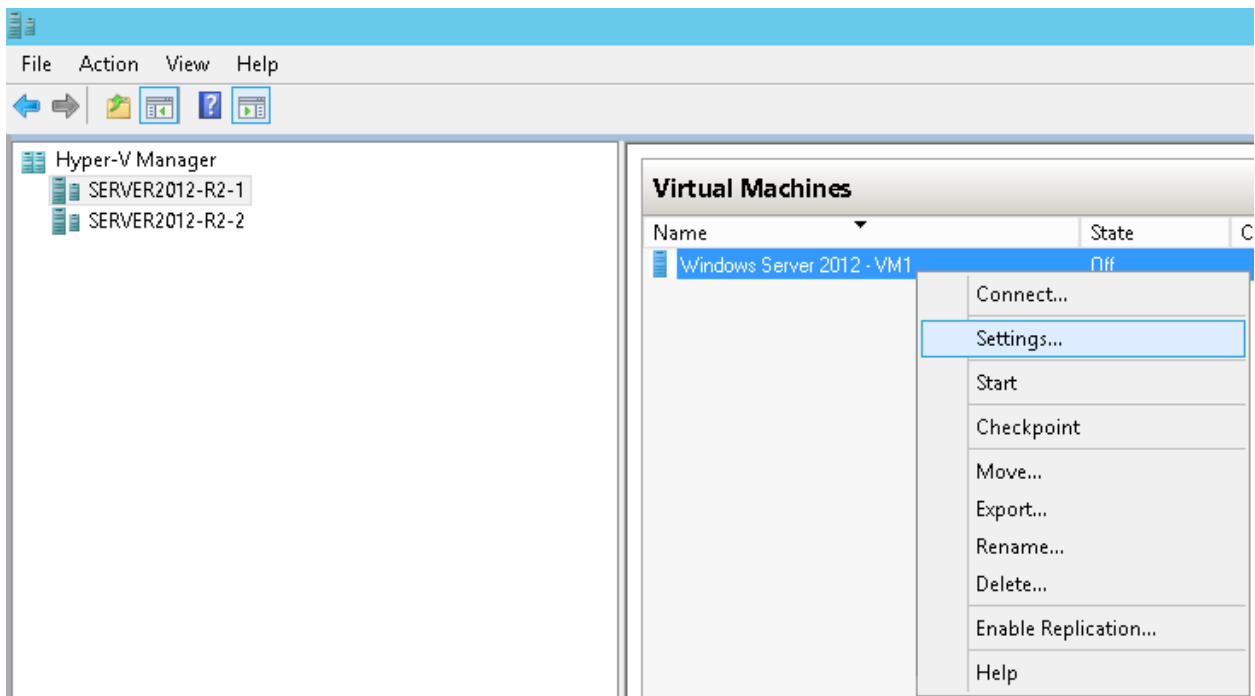 File Action View Help
Hyper-V Manager
SERVER2012-R2-1
SERVER2012-R2-2
Virtual Machines
Name State C
Windows Server 2012 - VM1 Off
Connect...
Settings...
Start
Checkpoint
Move...
Export...
Rename...
Delete...
Enable Replication...
Help